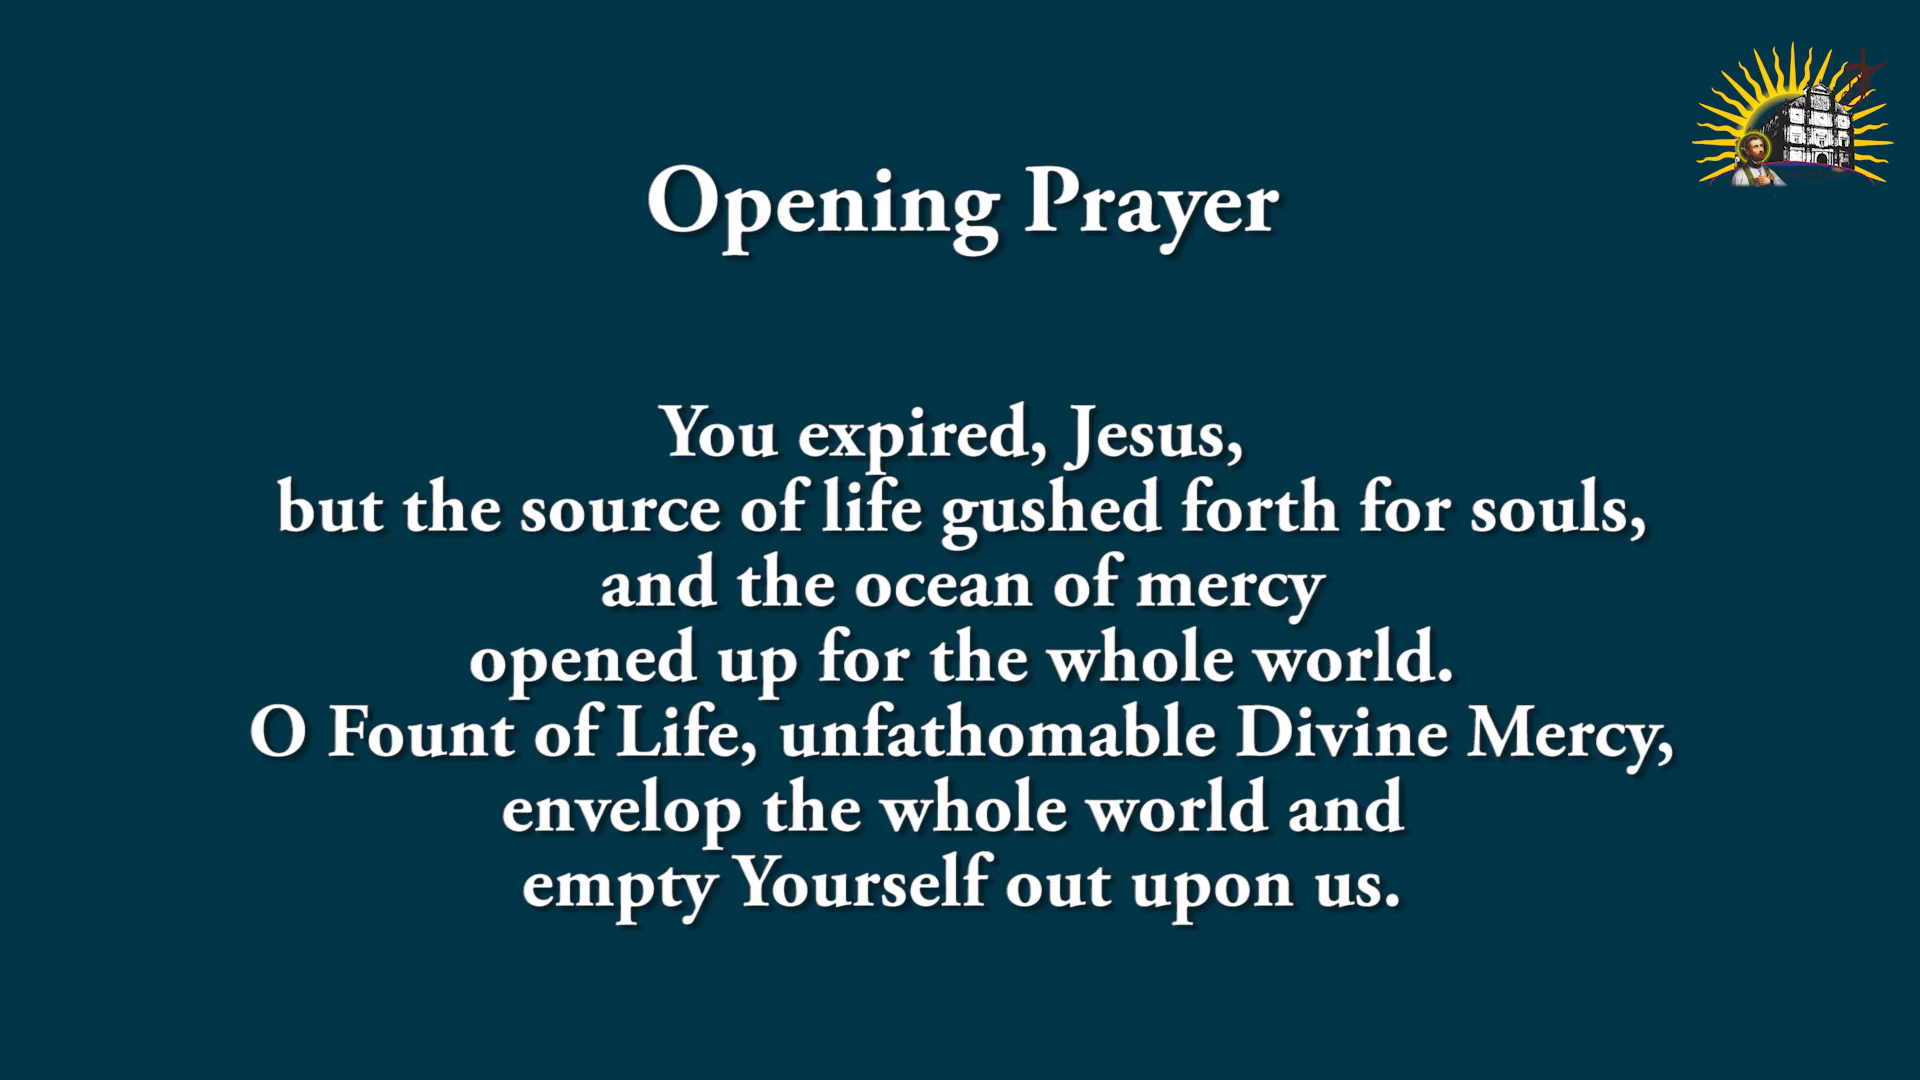 Opening Prayer
You expired, Jesus,
but the source of life gushed forth for souls,
and the ocean of mercy
opened up for the whole world.
O Fount of Life, unfathomable Divine Mercy,
envelop the whole world and
empty Yourself out upon us.